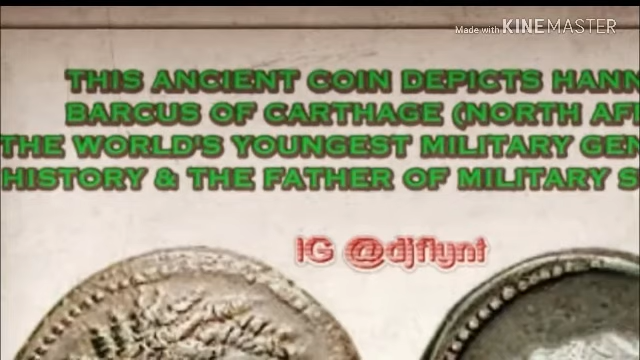 Made with KINEMASTER
THIS ANCIENT COIN DEPICTS HANN
BARCUS OF CARTHAGE (NORTH AF
THE WORLD'S YOUNGEST MILITARY GEN
HISTORY & THE FATHER OF MILITARY S
IG @djflynt